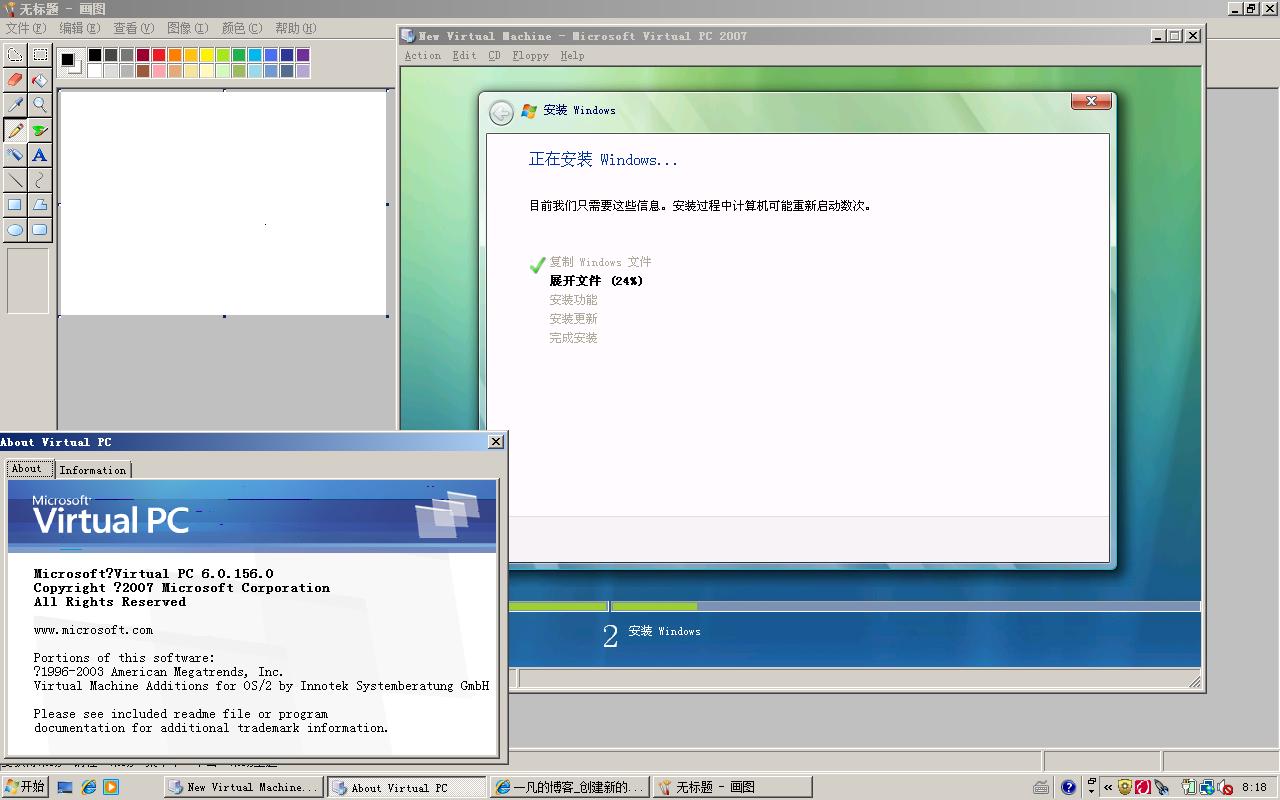 无标题 - 画图
文件(F) 编辑(E) 查看(V) 图像(I) 颜色(C) 帮助(H)
New Virtual Machine - Microsoft Virtual PC 2007
Action Edit CD Floppy Help
安装 Windows
正在安装 Windows...
目前我们只需要这些信息。安装过程中计算机可能重新启动数次。
复制 Windows 文件
展开文件 (24%)
安装功能
安装更新
完成安装
2 安装 Windows
About Virtual PC
About Information
Microsoft
Virtual PC
Microsoft?Virtual PC 6.0.156.0
Copyright ?2007 Microsoft Corporation
All Rights Reserved
www.microsoft.com
Portions of this software:
?1996-2003 American Megatrends, Inc.
Virtual Machine Additions for OS/2 by Innotek Systemberatung GmbH
Please see included readme file or program
documentation for additional trademark information.
开始 New Virtual Machine... About Virtual PC 一凡的博客_创建新的... 无标题 - 画图 8:18